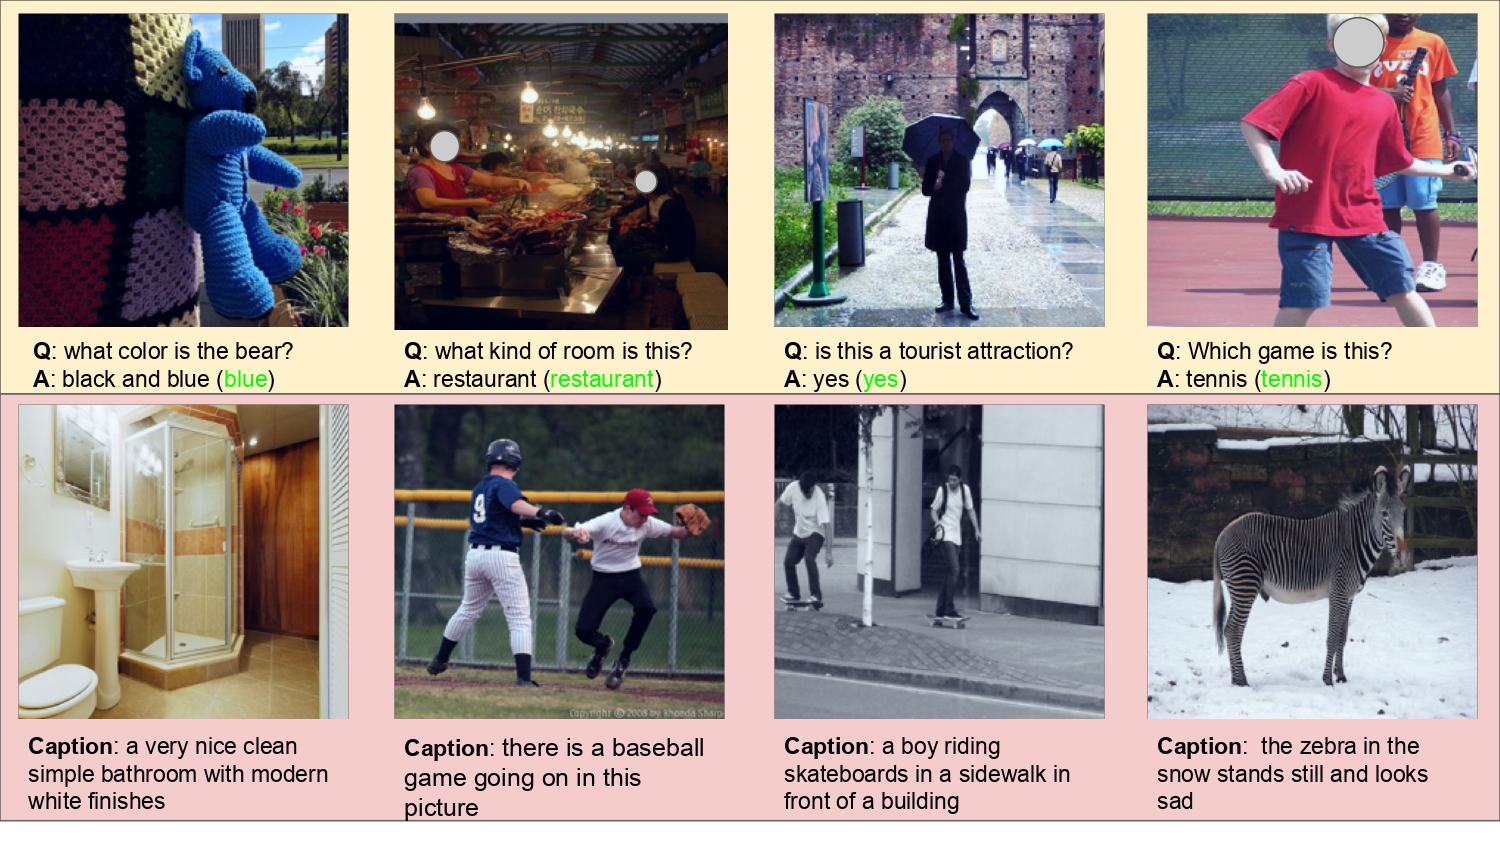 Q: what color is the bear?
A: black and blue (blue)
Q: what kind of room is this?
A: restaurant (restaurant)
Q: is this a tourist attraction?
A: yes (yes)
Q: Which game is this?
A: tennis (tennis)
9
Copyright © 2008 by Rhonda Sharp
Caption: a very nice clean
simple bathroom with modern
white finishes
Caption: there is a baseball
game going on in this
picture
Caption: a boy riding
skateboards in a sidewalk in
front of a building
Caption:  the zebra in the
snow stands still and looks
sad